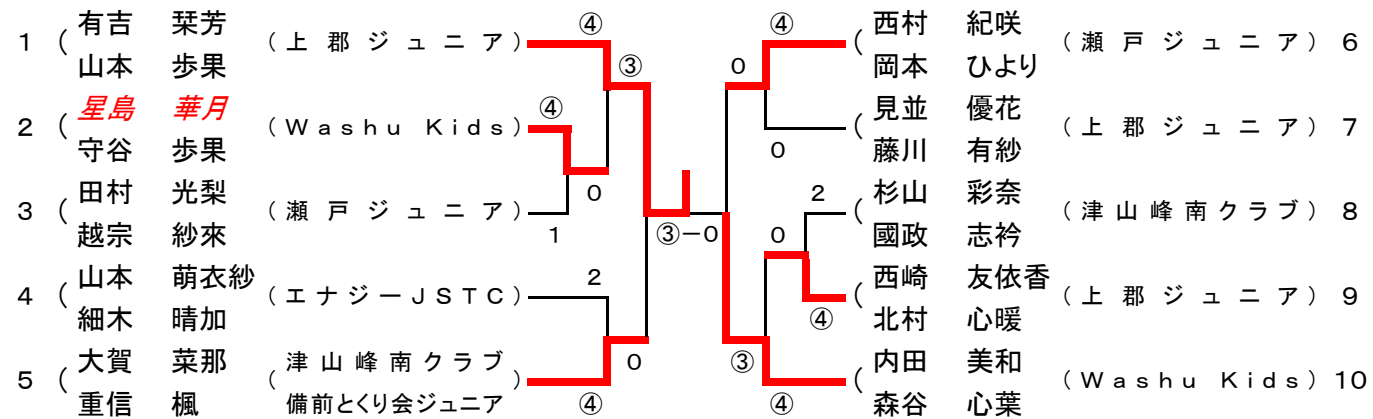 1 ( 有吉 栞芳 (上郡ジュニア) ④
山本 歩果 ③
2 ( 星島 華月 (Washu Kids) ④
守谷 歩果 0
3 ( 田村 光梨 (瀬戸ジュニア) 1
越宗 紗來
4 ( 山本 萌衣紗 (エナジーJSTC) 2
細木 晴加
5 ( 大賀 菜那 ( 津山峰南クラブ ) ④
重信 楓 備前とくり会ジュニア 0
③－0
④ ( 西村 紀咲 (瀬戸ジュニア) 6
0 岡本 ひより
0 ( 見並 優花 (上郡ジュニア) 7
藤川 有紗
2 ( 杉山 彩奈 (津山峰南クラブ) 8
0 國政 志衿
④ ( 西崎 友依香 (上郡ジュニア) 9
北村 心暖
③ ④ ( 内田 美和 (Washu Kids) 10
森谷 心葉